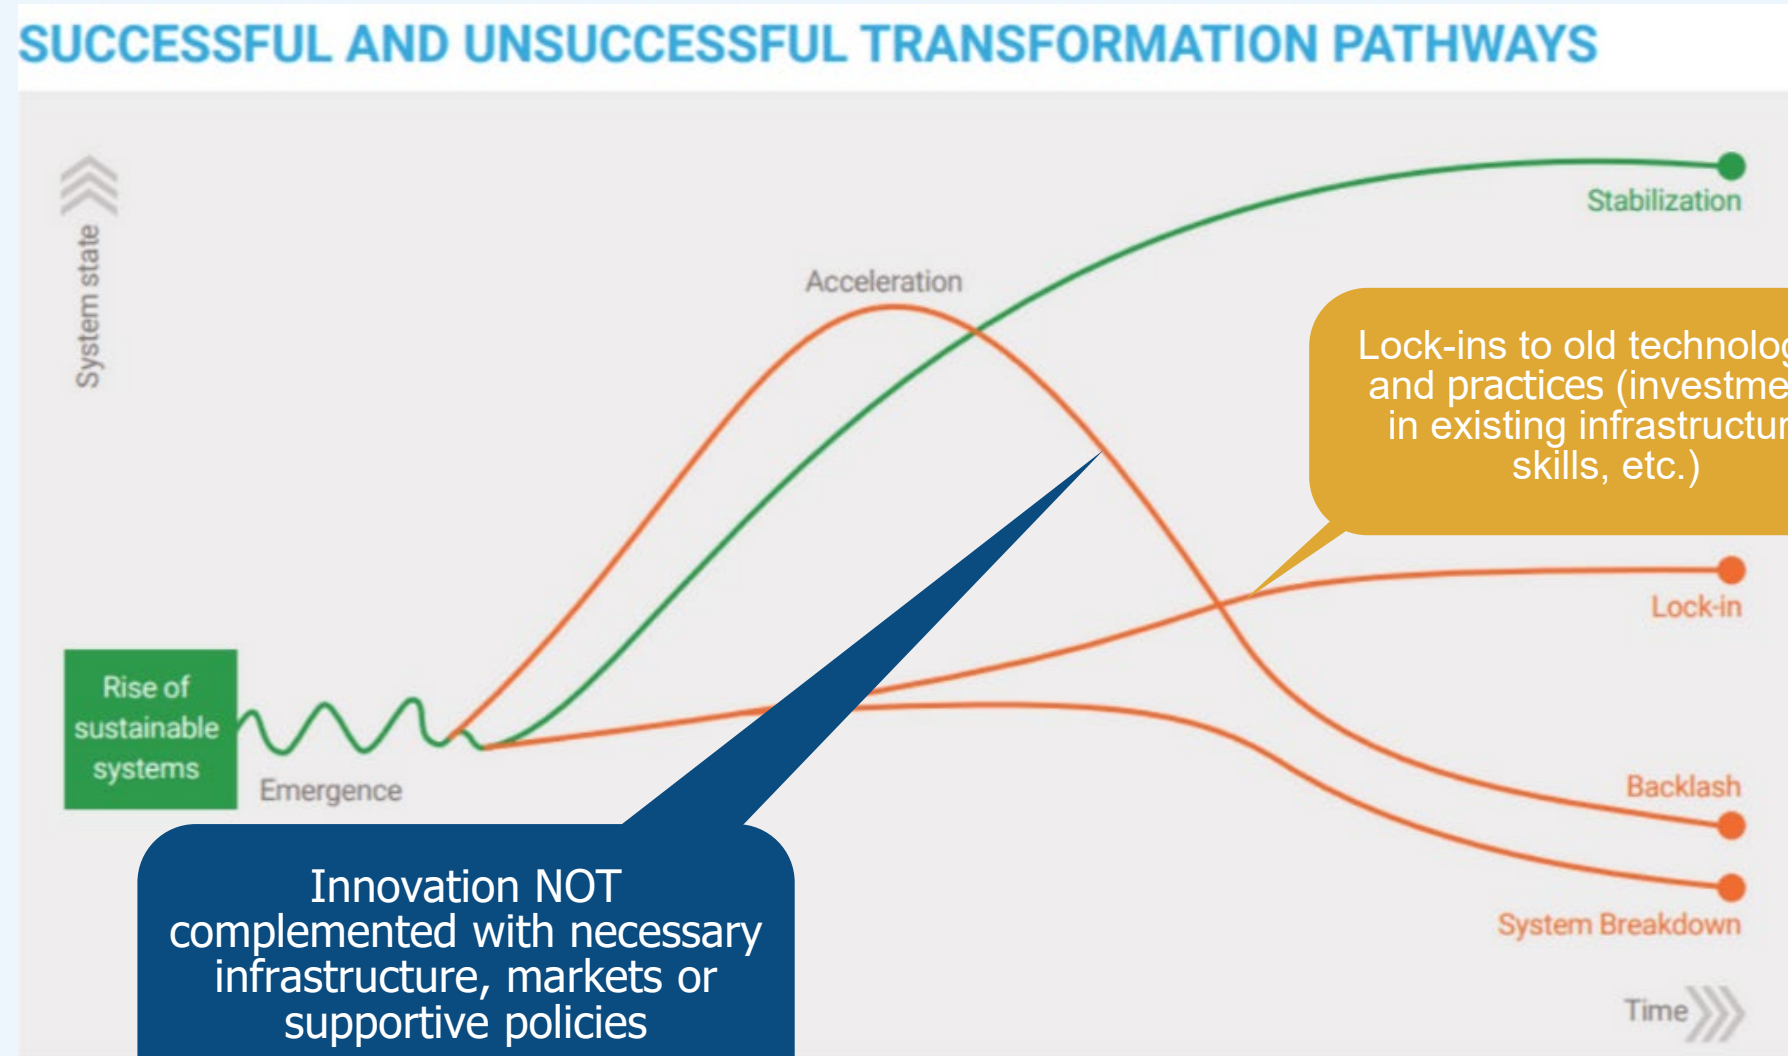 SUCCESSFUL AND UNSUCCESSFUL TRANSFORMATION PATHWAYS
System state
Stabilization
Acceleration
Lock-ins to old technolog
and practices (investme
in existing infrastructur
skills, etc.)
Lock-in
Rise of
sustainable
systems
Emergence
Backlash
System Breakdown
Innovation NOT
complemented with necessary
infrastructure, markets or
supportive policies
Time